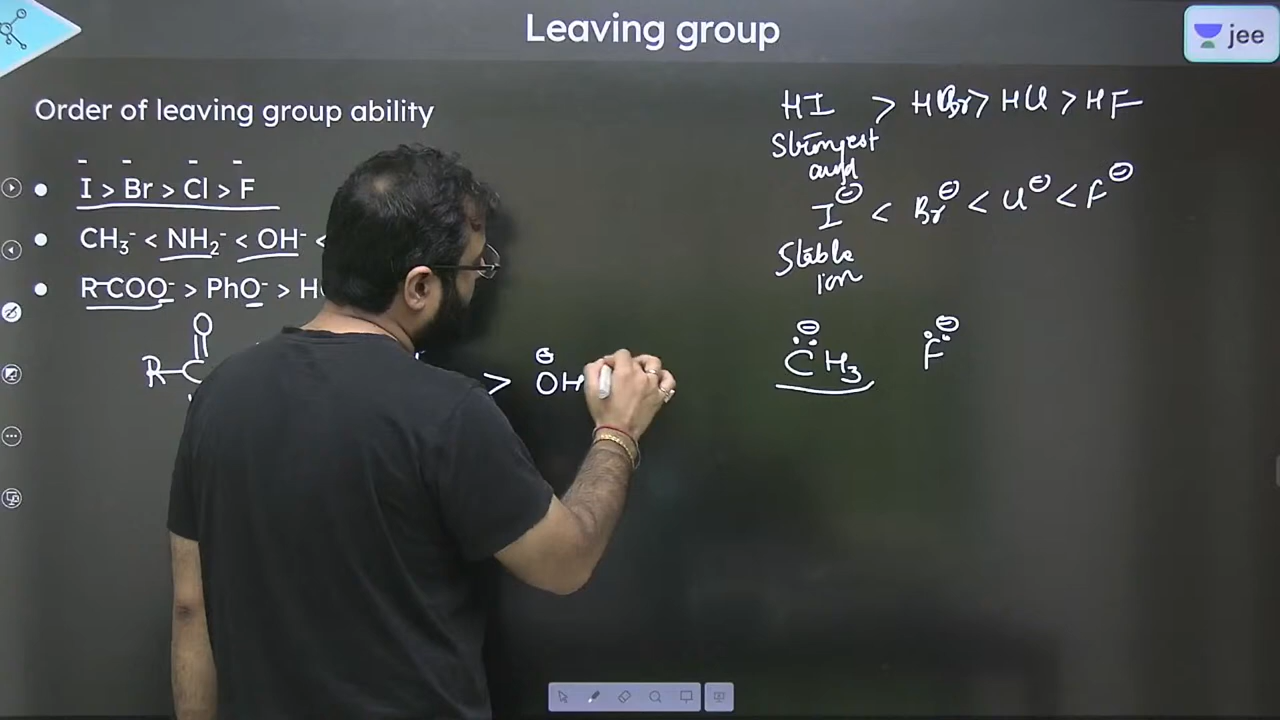 Leaving group
jee
Order of leaving group ability
I⁻ > Br⁻ > Cl⁻ > F⁻
CH₃⁻ < NH₂⁻ < OH⁻ <
RCOO⁻ > PhO⁻ > H
O
R-C
> OH⊖
HI > HBr > HCl > HF
Strongest
acid
I⊖ < Br⊖ < Cl⊖ < F⊖
Stable
ion
CH₃⊖ F⊖